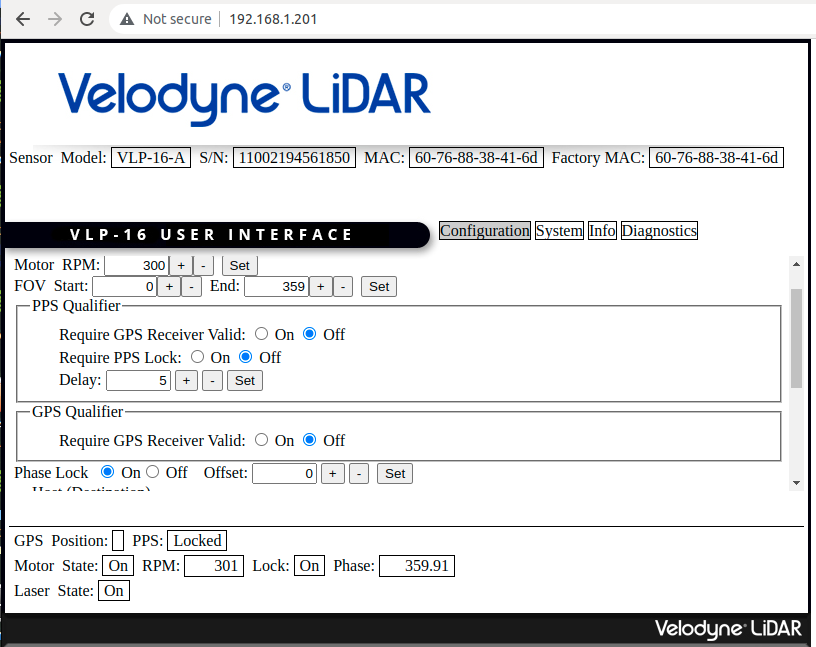 Not secure 192.168.1.201
Velodyne® LiDAR
Sensor Model: VLP-16-A S/N: 11002194561850 MAC: 60-76-88-38-41-6d Factory MAC: 60-76-88-38-41-6d
VLP-16 USER INTERFACE Configuration System Info Diagnostics
Motor RPM: 300 + - Set
FOV Start: 0 + - End: 359 + - Set
PPS Qualifier
Require GPS Receiver Valid: On Off
Require PPS Lock: On Off
Delay: 5 + - Set
GPS Qualifier
Require GPS Receiver Valid: On Off
Phase Lock On Off Offset: 0 + - Set
Host (Destination)
GPS Position: PPS: Locked
Motor State: On RPM: 301 Lock: On Phase: 359.91
Laser State: On
Velodyne® LiDAR